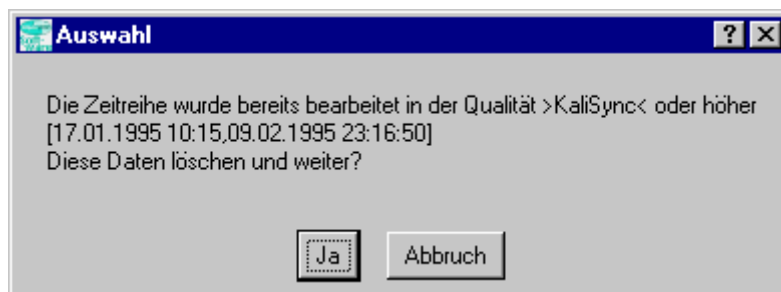 Auswahl
Die Zeitreihe wurde bereits bearbeitet in der Qualität >KaliSync< oder höher
[17.01.1995 10:15,09.02.1995 23:16:50]
Diese Daten löschen und weiter?
Ja Abbruch